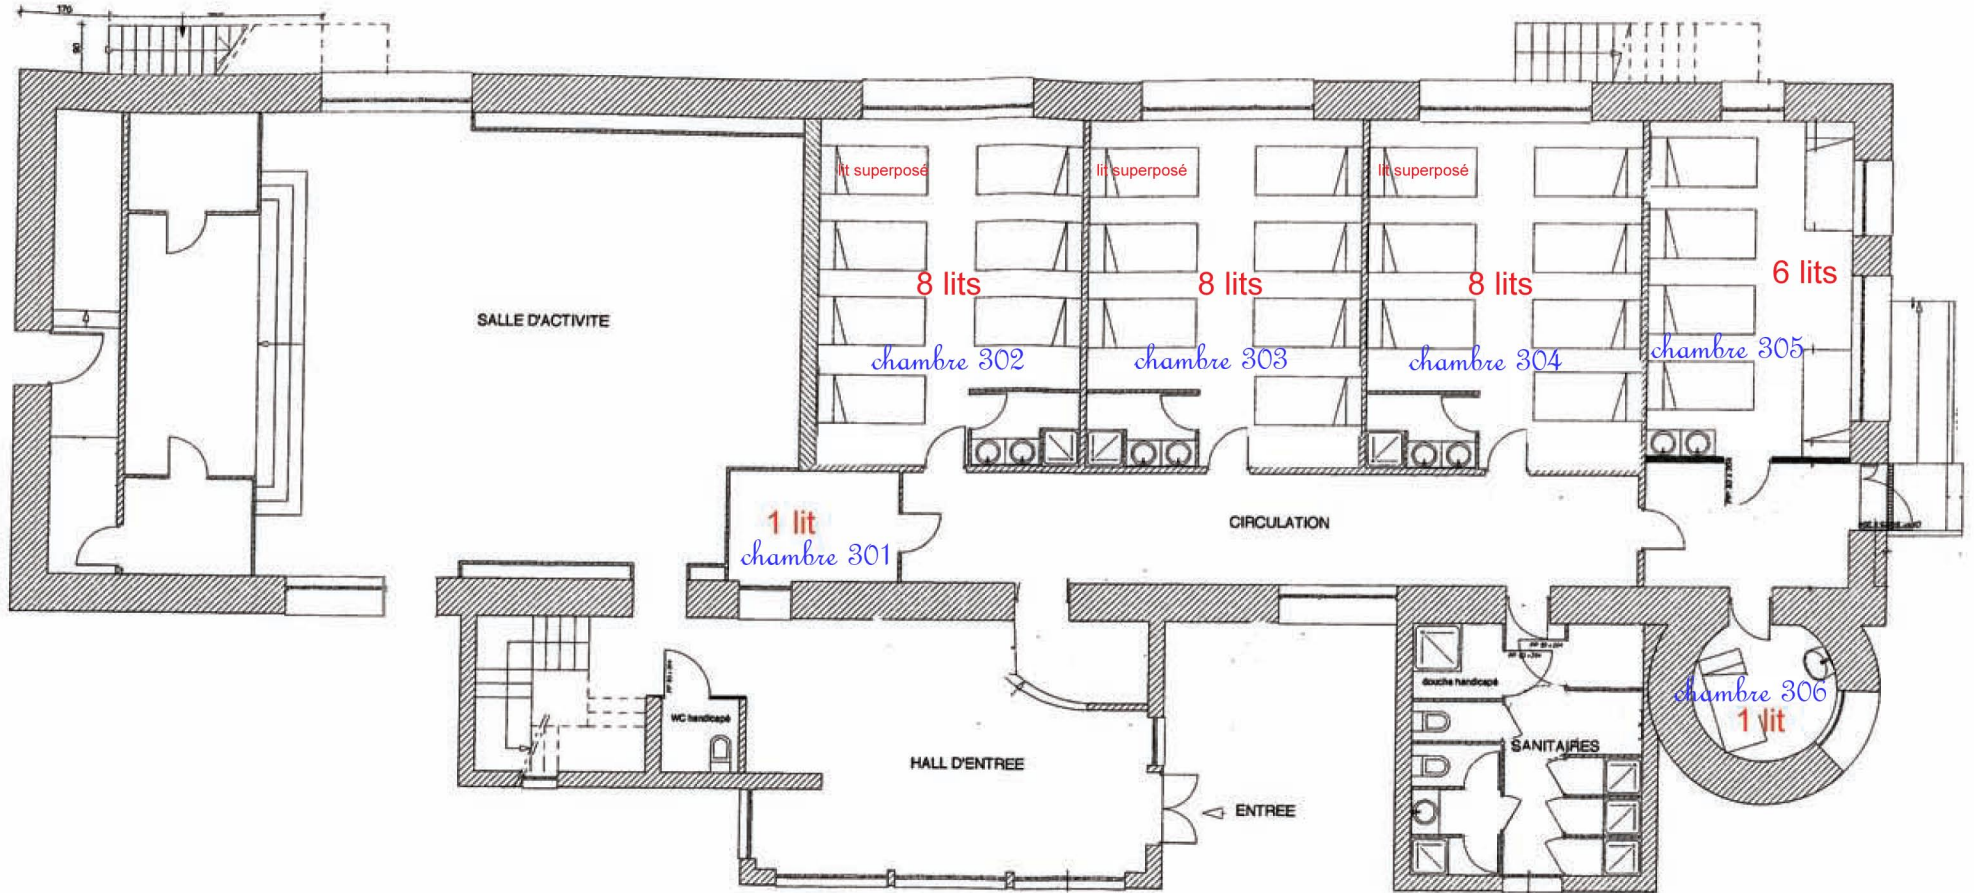 170
90
lit superposé
lit superposé
lit superposé
8 lits
8 lits
8 lits
6 lits
SALLE D'ACTIVITE
chambre 302
chambre 303
chambre 304
chambre 305
1 lit
chambre 301
CIRCULATION
douche handicapé
chambre 306
1 lit
WC handicapé
SANITAIRES
HALL D'ENTREE
ENTREE